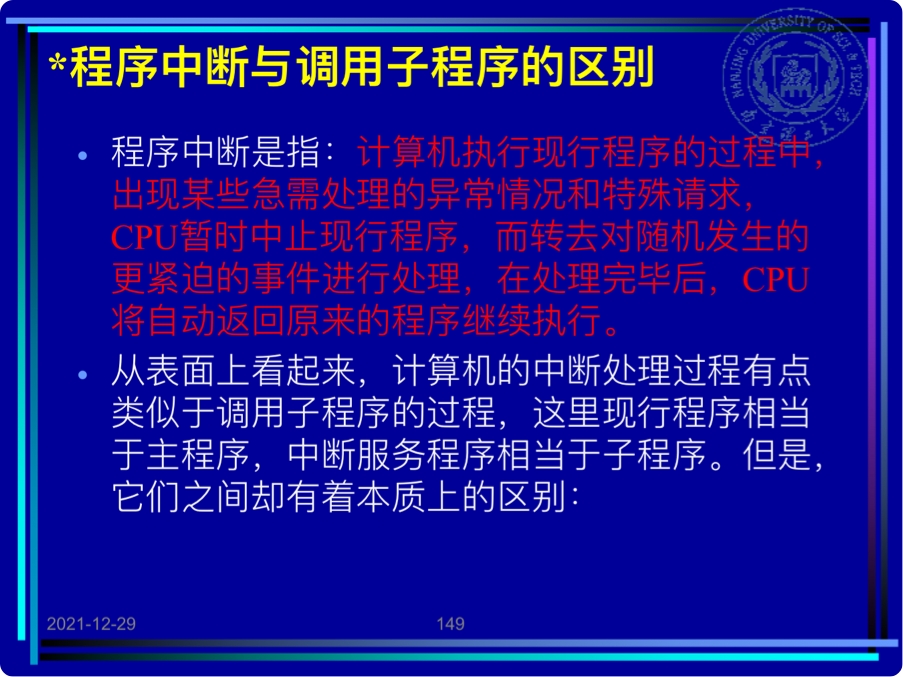 *程序中断与调用子程序的区别
NANJING UNIVERSITY OF SCI & TECH
• 程序中断是指：计算机执行现行程序的过程中，
出现某些急需处理的异常情况和特殊请求，
CPU暂时中止现行程序，而转去对随机发生的
更紧迫的事件进行处理，在处理完毕后，CPU
将自动返回原来的程序继续执行。
• 从表面上看起来，计算机的中断处理过程有点
类似于调用子程序的过程，这里现行程序相当
于主程序，中断服务程序相当于子程序。但是，
它们之间却有着本质上的区别：
2021-12-29
149